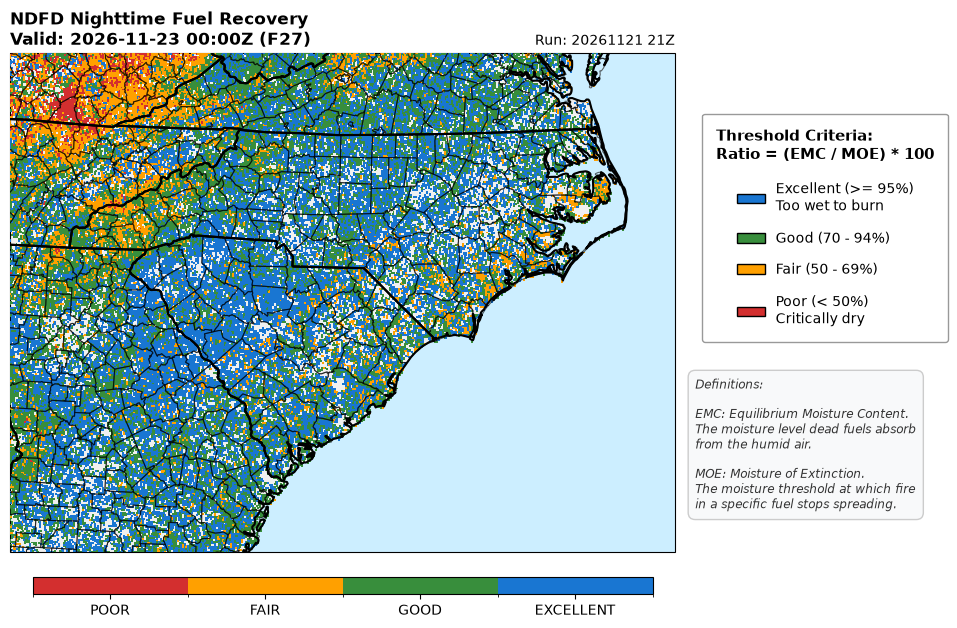 NDFD Nighttime Fuel Recovery
Valid: 2026-11-23 00:00Z (F27)
Run: 20261121 21Z
Threshold Criteria:
Ratio = (EMC / MOE) * 100
Excellent (>= 95%)
Too wet to burn
Good (70 - 94%)
Fair (50 - 69%)
Poor (< 50%)
Critically dry
Definitions:
EMC: Equilibrium Moisture Content.
The moisture level dead fuels absorb
from the humid air.
MOE: Moisture of Extinction.
The moisture threshold at which fire
in a specific fuel stops spreading.
POOR
FAIR
GOOD
EXCELLENT